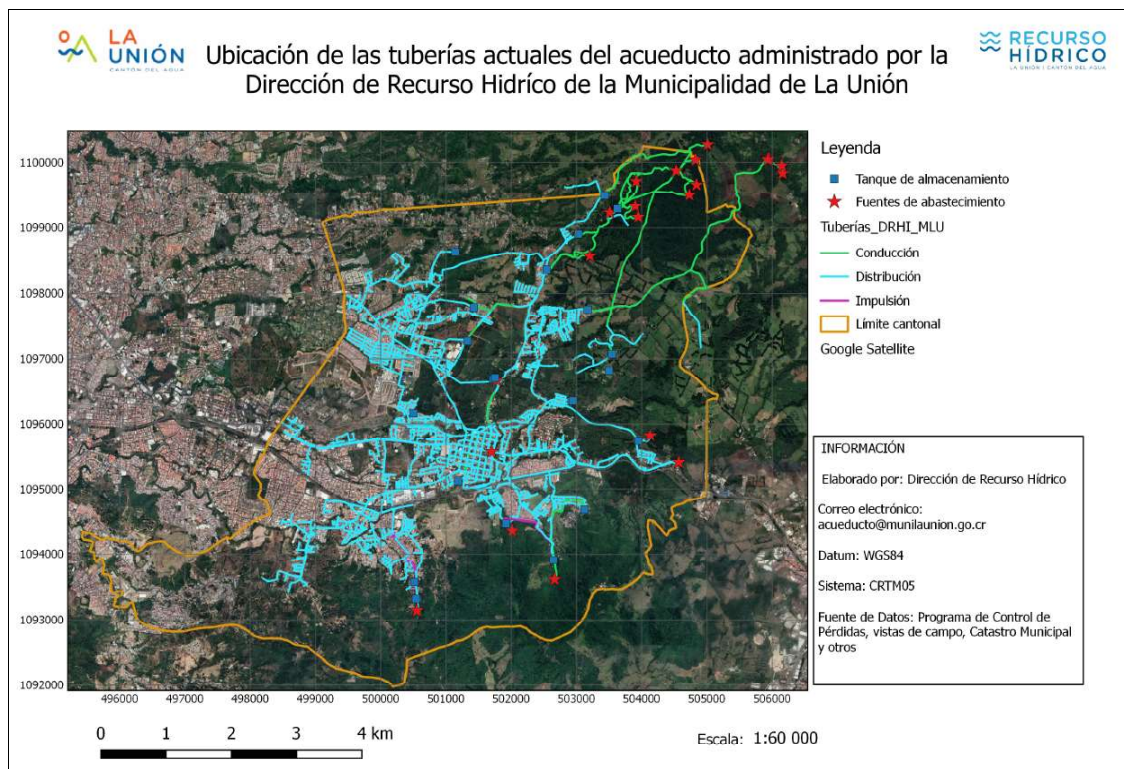 LA
UNIÓN
CANTÓN DEL AGUA
Ubicación de las tuberías actuales del acueducto administrado por la
Dirección de Recurso Hidríco de la Municipalidad de La Unión
RECURSO
HÍDRICO
LA UNIÓN | CANTÓN DEL AGUA
1100000
1099000
1098000
1097000
1096000
1095000
1094000
1093000
1092000
496000 497000 498000 499000 500000 501000 502000 503000 504000 505000 506000
Leyenda
Tanque de almacenamiento
Fuentes de abastecimiento
Tuberías_DRHI_MLU
Conducción
Distribución
Impulsión
Límite cantonal
Google Satellite
INFORMACIÓN
Elaborado por: Dirección de Recurso Hídrico
Correo electrónico:
acueducto@munilaunion.go.cr
Datum: WGS84
Sistema: CRTM05
Fuente de Datos: Programa de Control de
Pérdidas, vistas de campo, Catastro Municipal
y otros
0 1 2 3 4 km
Escala: 1:60 000